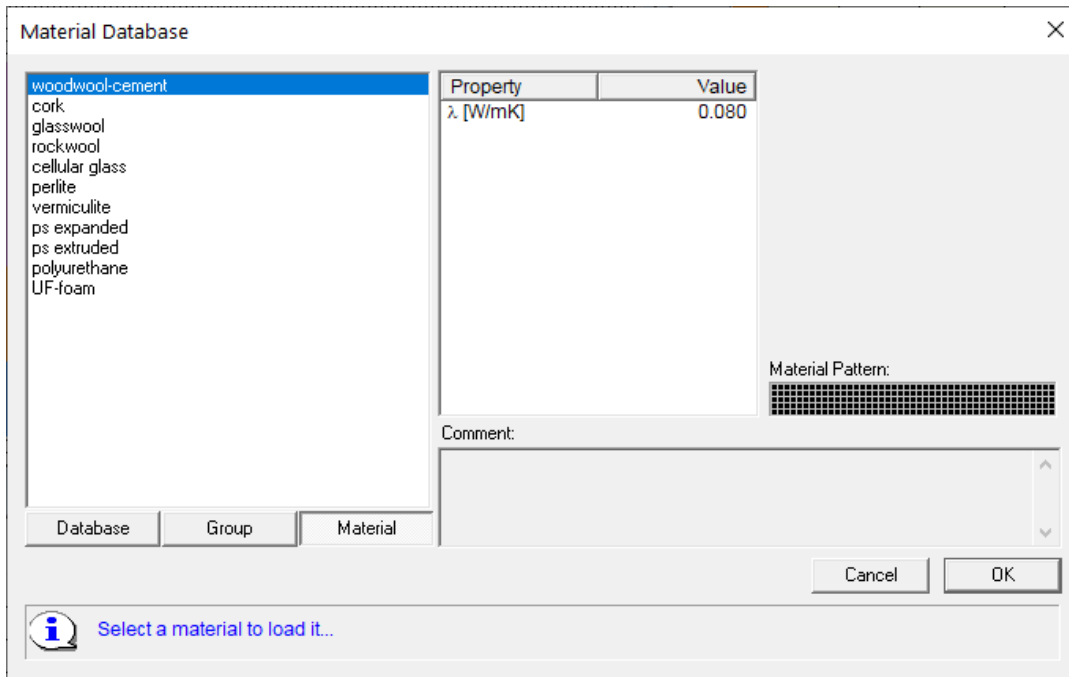 Material Database
woodwool-cement
cork
glasswool
rockwool
cellular glass
perlite
vermiculite
ps expanded
ps extruded
polyurethane
UF-foam
Property Value
λ [W/mK] 0.080
Material Pattern:
Comment:
Database Group Material
Cancel OK
Select a material to load it...